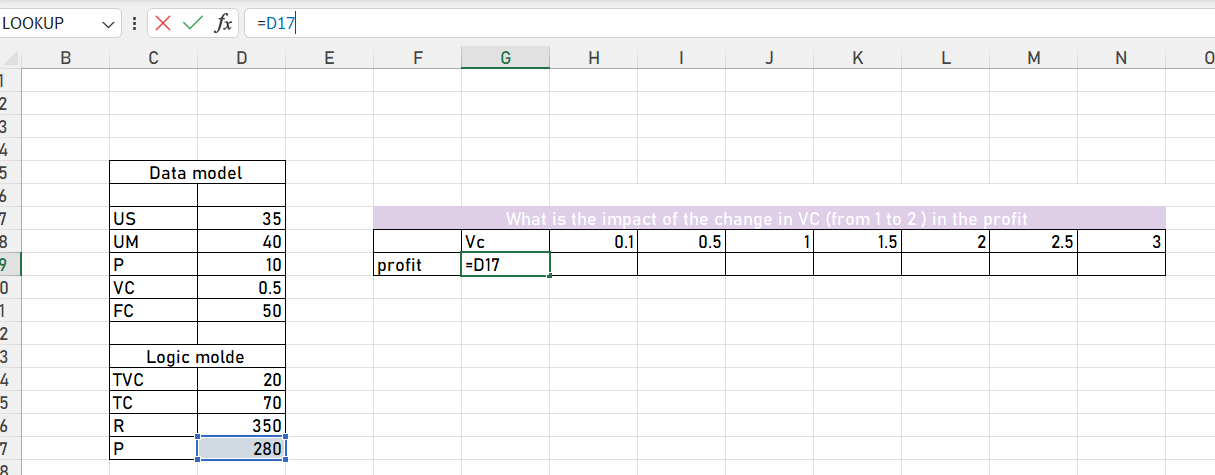 LOOKUP fx =D17
B C D E F G H I J K L M N O
1
2
3
4
5 Data model
6
7 US 35 What is the impact of the change in VC (from 1 to 2 ) in the profit
8 UM 40 Vc 0.1 0.5 1 1.5 2 2.5 3
9 P 10 profit =D17
0 VC 0.5
1 FC 50
2
3 Logic molde
4 TVC 20
5 TC 70
6 R 350
7 P 280
8